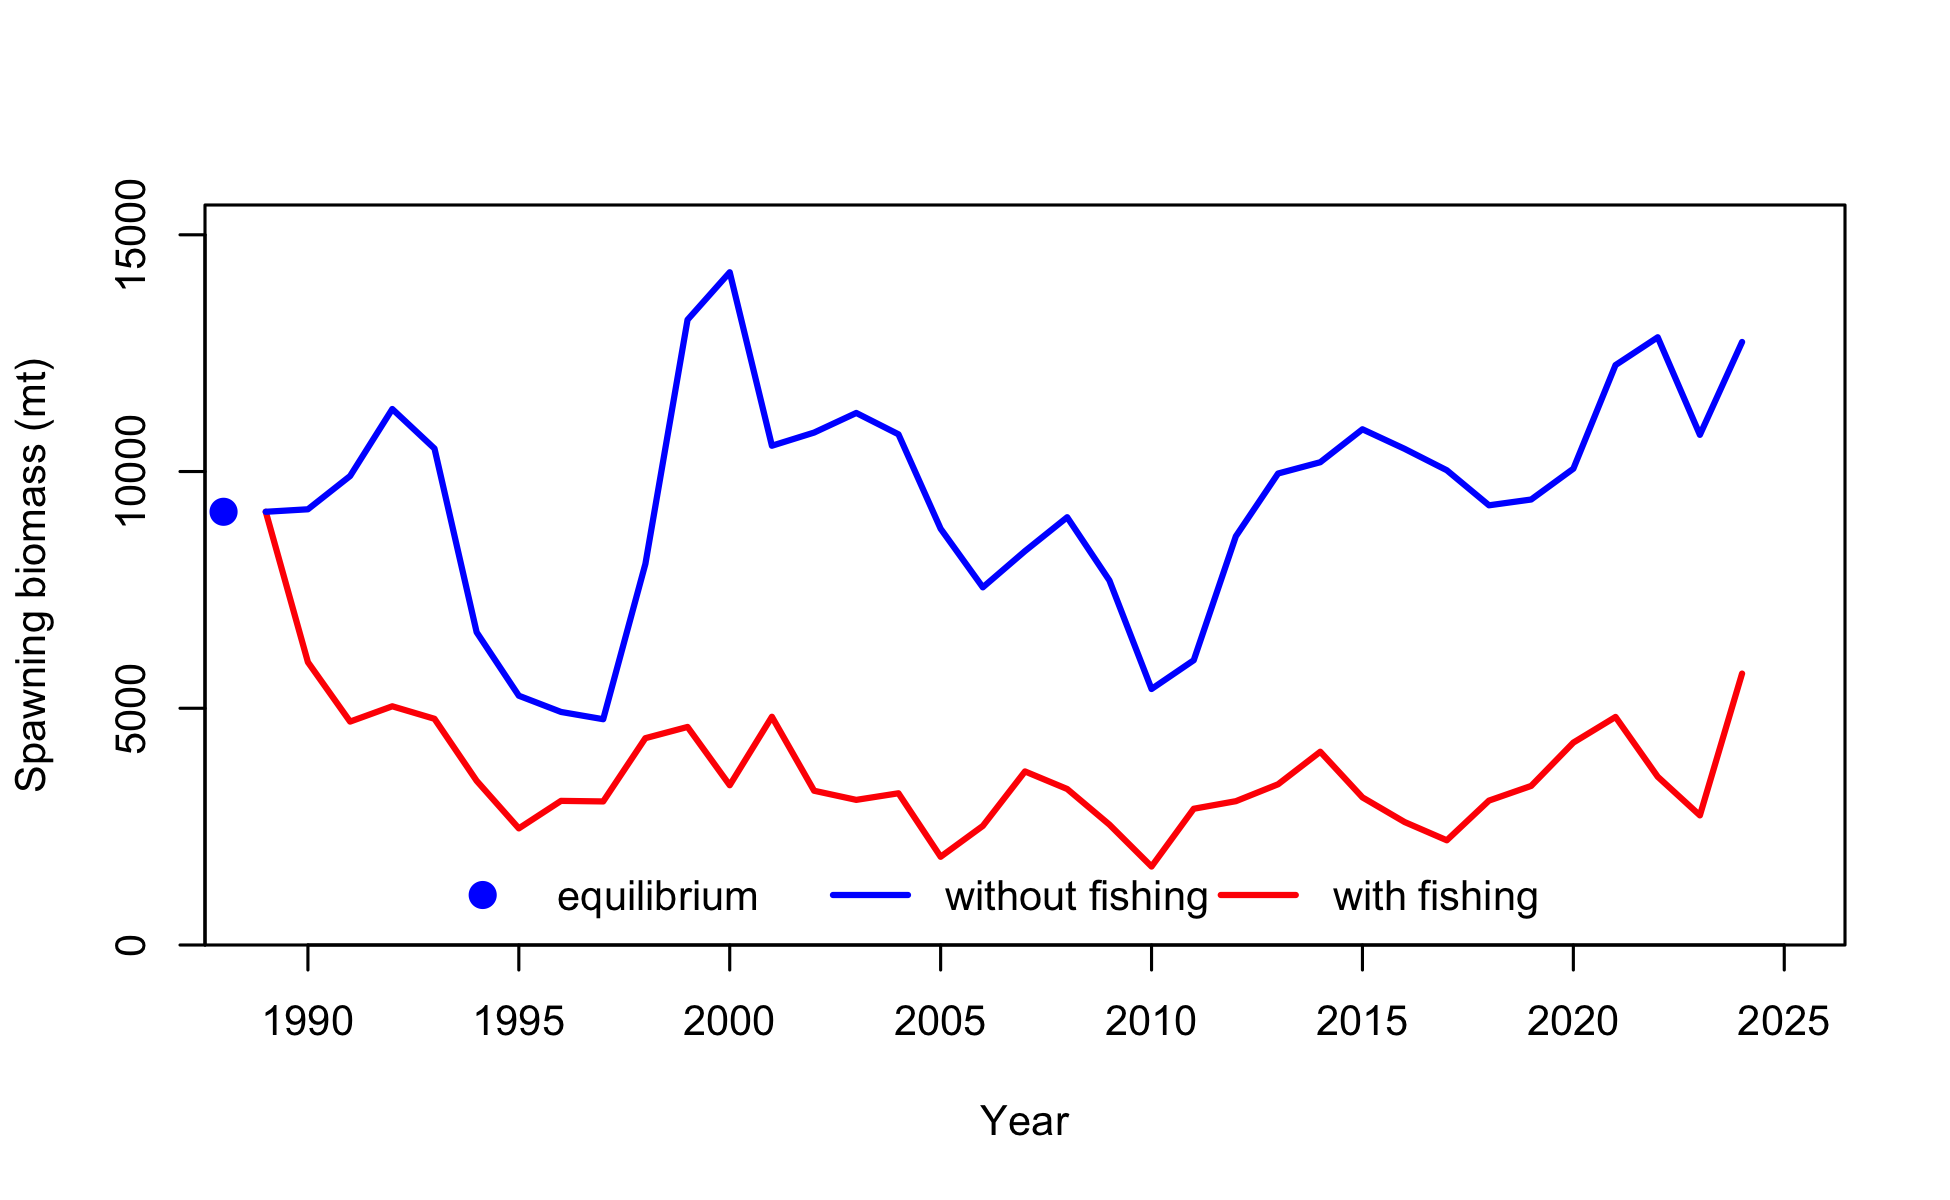 Spawning biomass (mt)
15000
10000
5000
0
equilibrium without fishing with fishing
1990 1995 2000 2005 2010 2015 2020 2025
Year